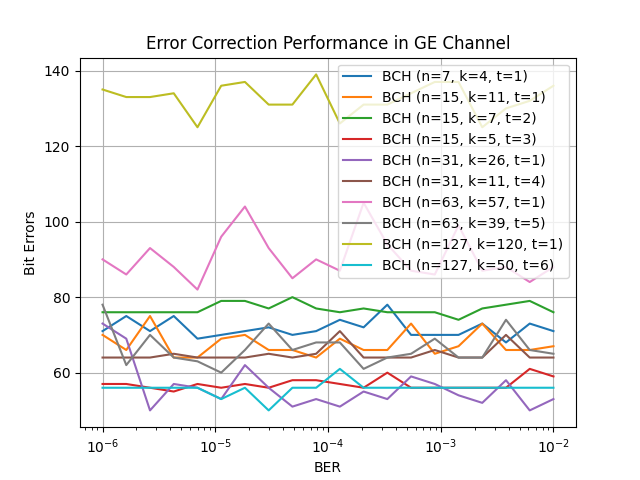 Error Correction Performance in GE Channel
BCH (n=7, k=4, t=1)
BCH (n=15, k=11, t=1)
BCH (n=15, k=7, t=2)
BCH (n=15, k=5, t=3)
BCH (n=31, k=26, t=1)
BCH (n=31, k=11, t=4)
BCH (n=63, k=57, t=1)
BCH (n=63, k=39, t=5)
BCH (n=127, k=120, t=1)
BCH (n=127, k=50, t=6)
Bit Errors
140
120
100
80
60
10⁻⁶ 10⁻⁵ 10⁻⁴ 10⁻³ 10⁻²
BER